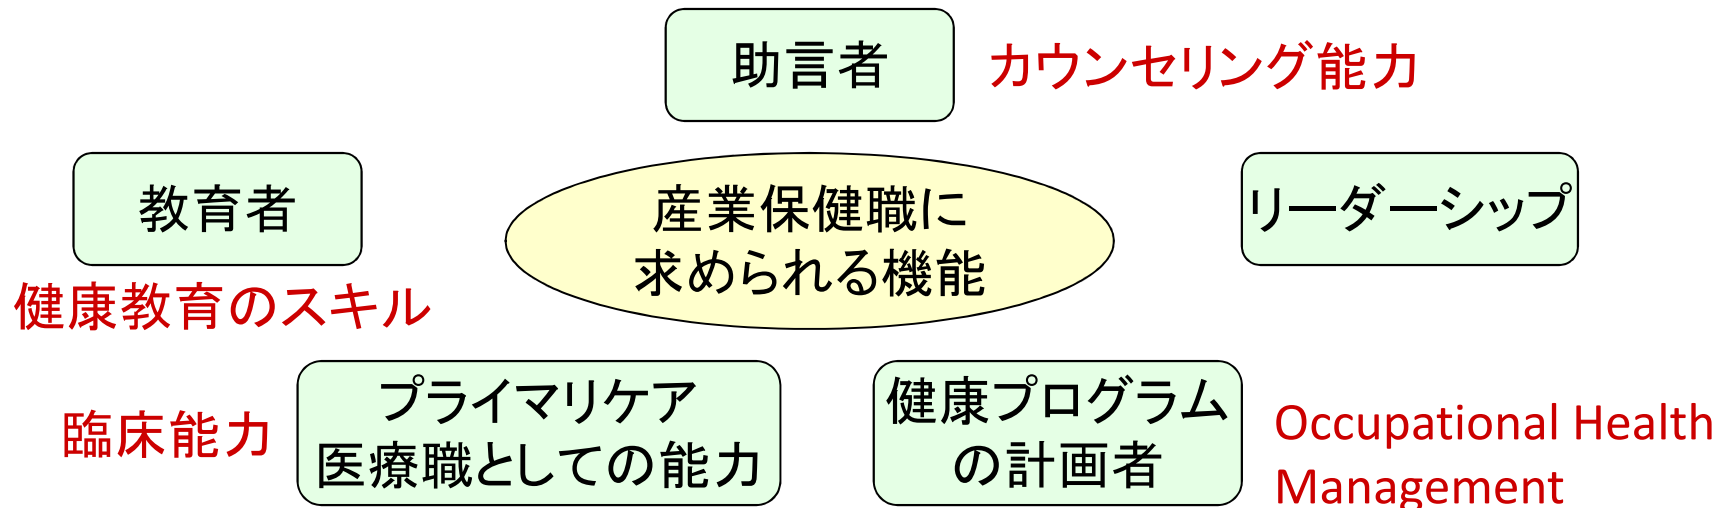 助言者
カウンセリング能力
教育者
産業保健職に
求められる機能
リーダーシップ
健康教育のスキル
プライマリケア
医療職としての能力
臨床能力
健康プログラム
の計画者
Occupational Health
Management